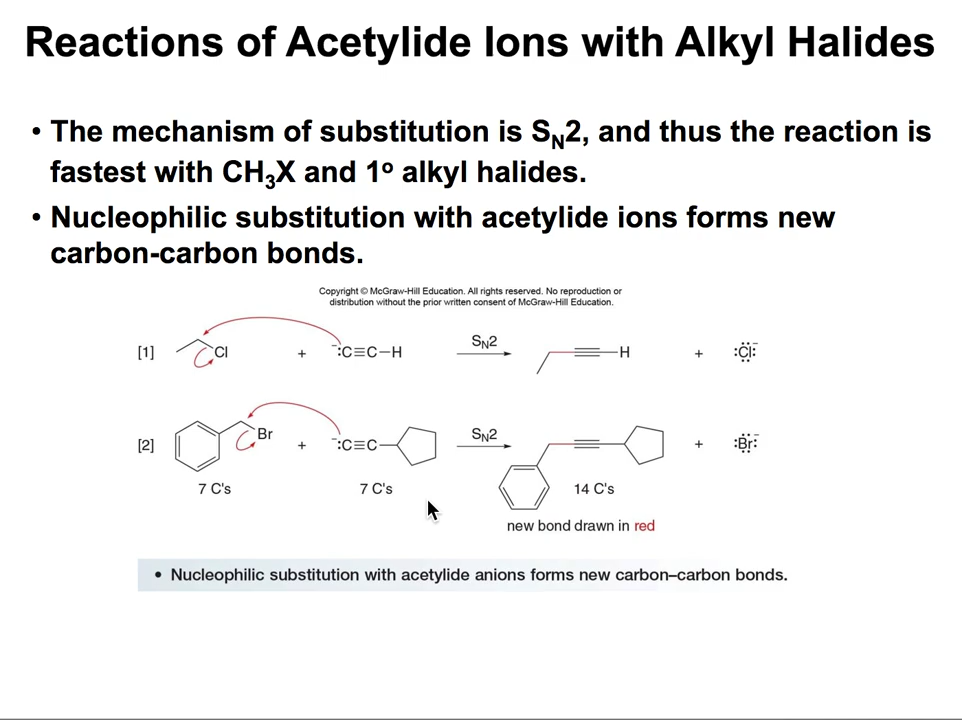 Reactions of Acetylide Ions with Alkyl Halides
• The mechanism of substitution is SN2, and thus the reaction is
fastest with CH3X and 1º alkyl halides.
• Nucleophilic substitution with acetylide ions forms new
carbon-carbon bonds.
Copyright © McGraw-Hill Education. All rights reserved. No reproduction or
distribution without the prior written consent of McGraw-Hill Education.
[1] Cl + ⁻:C≡C−H SN2 H + :Cl:⁻
[2] Br + ⁻:C≡C SN2 + :Br:⁻
7 C's 7 C's 14 C's
new bond drawn in red
• Nucleophilic substitution with acetylide anions forms new carbon–carbon bonds.